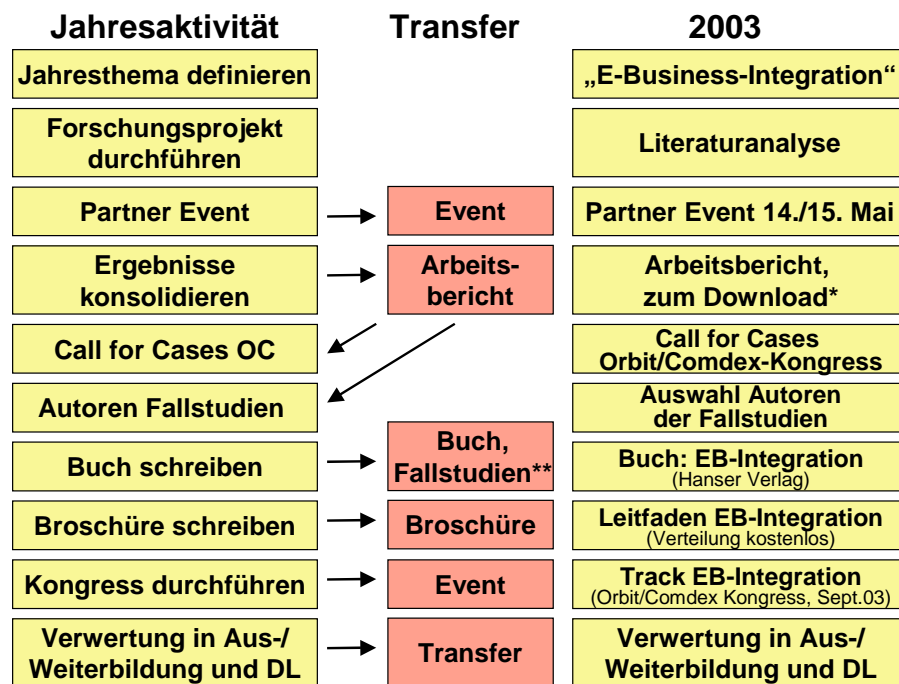 Jahresaktivität Transfer 2003
Jahresthema definieren
„E-Business-Integration“
Forschungsprojekt
durchführen
Literaturanalyse
Partner Event
Event
Partner Event 14./15. Mai
Ergebnisse
konsolidieren
Arbeits-
bericht
Arbeitsbericht,
zum Download*
Call for Cases OC
Call for Cases
Orbit/Comdex-Kongress
Autoren Fallstudien
Auswahl Autoren
der Fallstudien
Buch schreiben
Buch,
Fallstudien**
Buch: EB-Integration
(Hanser Verlag)
Broschüre schreiben
Broschüre
Leitfaden EB-Integration
(Verteilung kostenlos)
Kongress durchführen
Event
Track EB-Integration
(Orbit/Comdex Kongress, Sept.03)
Verwertung in Aus-/
Weiterbildung und DL
Transfer
Verwertung in Aus-/
Weiterbildung und DL